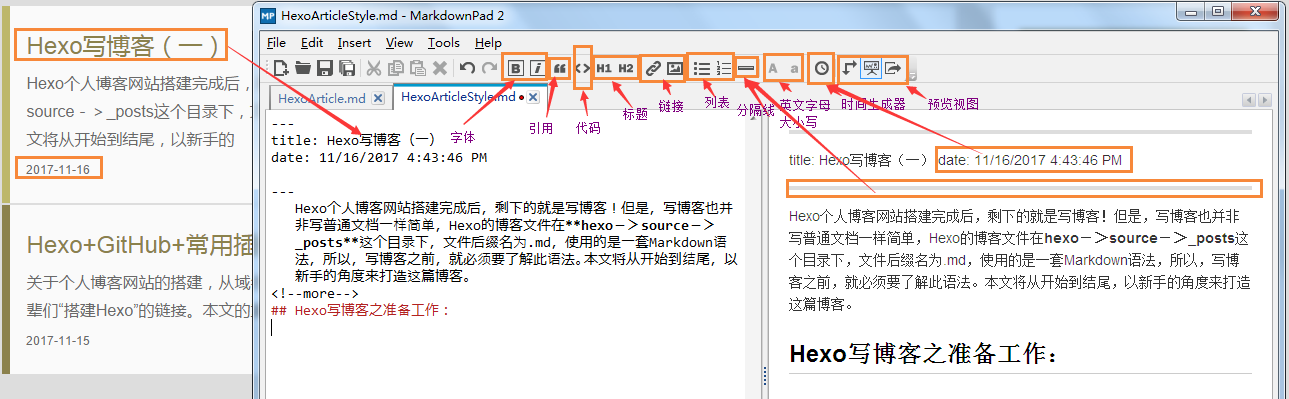 Hexo写博客（一）
Hexo个人博客网站搭建完成后，
source－＞_posts这个目录下，
文将从开始到结尾，以新手的
2017-11-16
Hexo+GitHub+常用插
关于个人博客网站的搭建，从域
辈们“搭建Hexo”的链接。本文的
2017-11-15
MP HexoArticleStyle.md - MarkdownPad 2
File Edit Insert View Tools Help
B i H1 H2 A a
HexoArticle.md HexoArticleStyle.md
字体
引用
代码
标题
链接
列表
分隔线
英文字母
大小写
时间生成器
预览视图
---
title: Hexo写博客（一）
date: 11/16/2017 4:43:46 PM
---
Hexo个人博客网站搭建完成后，剩下的就是写博客！但是，写博客也并
非写普通文档一样简单，Hexo的博客文件在**hexo－＞source－＞
_posts**这个目录下，文件后缀名为.md，使用的是一套Markdown语
法，所以，写博客之前，就必须要了解此语法。本文将从开始到结尾，以
新手的角度来打造这篇博客。
<!--more-->
## Hexo写博客之准备工作：
title: Hexo写博客（一） date: 11/16/2017 4:43:46 PM
Hexo个人博客网站搭建完成后，剩下的就是写博客！但是，写博客也并非
写普通文档一样简单，Hexo的博客文件在hexo－＞source－＞_posts这
个目录下，文件后缀名为.md，使用的是一套Markdown语法，所以，写博
客之前，就必须要了解此语法。本文将从开始到结尾，以新手的角度来打造
这篇博客。
Hexo写博客之准备工作：